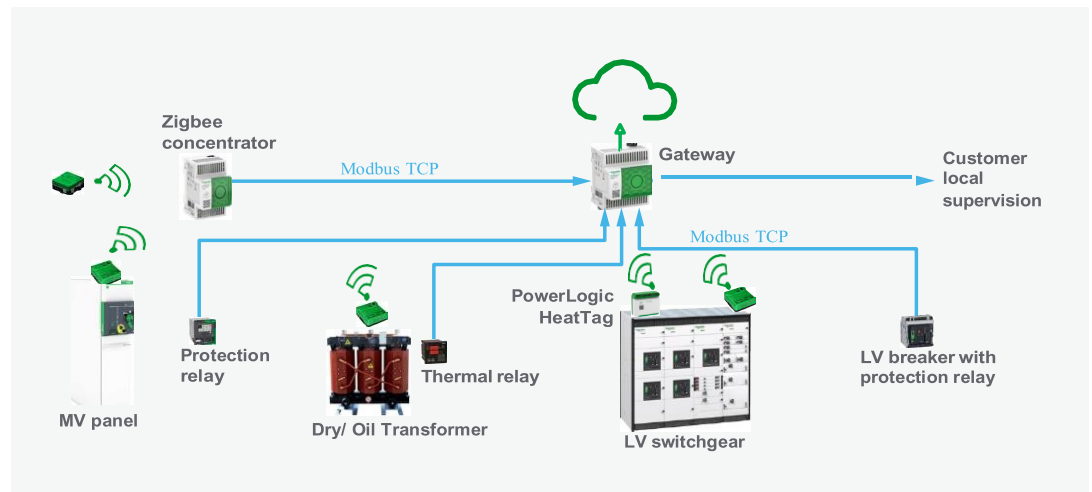 Zigbee
concentrator
Modbus TCP
Gateway
Customer
local
supervision
Modbus TCP
PowerLogic
HeatTag
Protection
relay
Thermal relay
LV breaker with
protection relay
MV panel
Dry/ Oil Transformer
LV switchgear